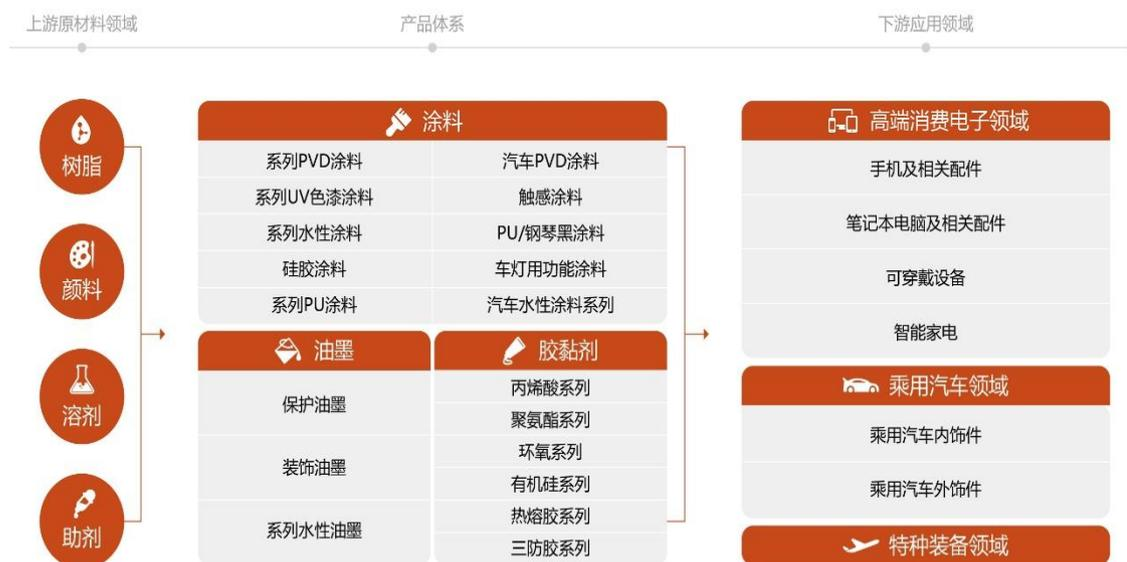 上游原材料领域
产品体系
下游应用领域
树脂
颜料
溶剂
助剂
涂料
系列PVD涂料
汽车PVD涂料
系列UV色漆涂料
触感涂料
系列水性涂料
PU/钢琴黑涂料
硅胶涂料
车灯用功能涂料
系列PU涂料
汽车水性涂料系列
油墨
保护油墨
装饰油墨
系列水性油墨
胶黏剂
丙烯酸系列
聚氨酯系列
环氧系列
有机硅系列
热熔胶系列
三防胶系列
高端消费电子领域
手机及相关配件
笔记本电脑及相关配件
可穿戴设备
智能家电
乘用汽车领域
乘用汽车内饰件
乘用汽车外饰件
特种装备领域